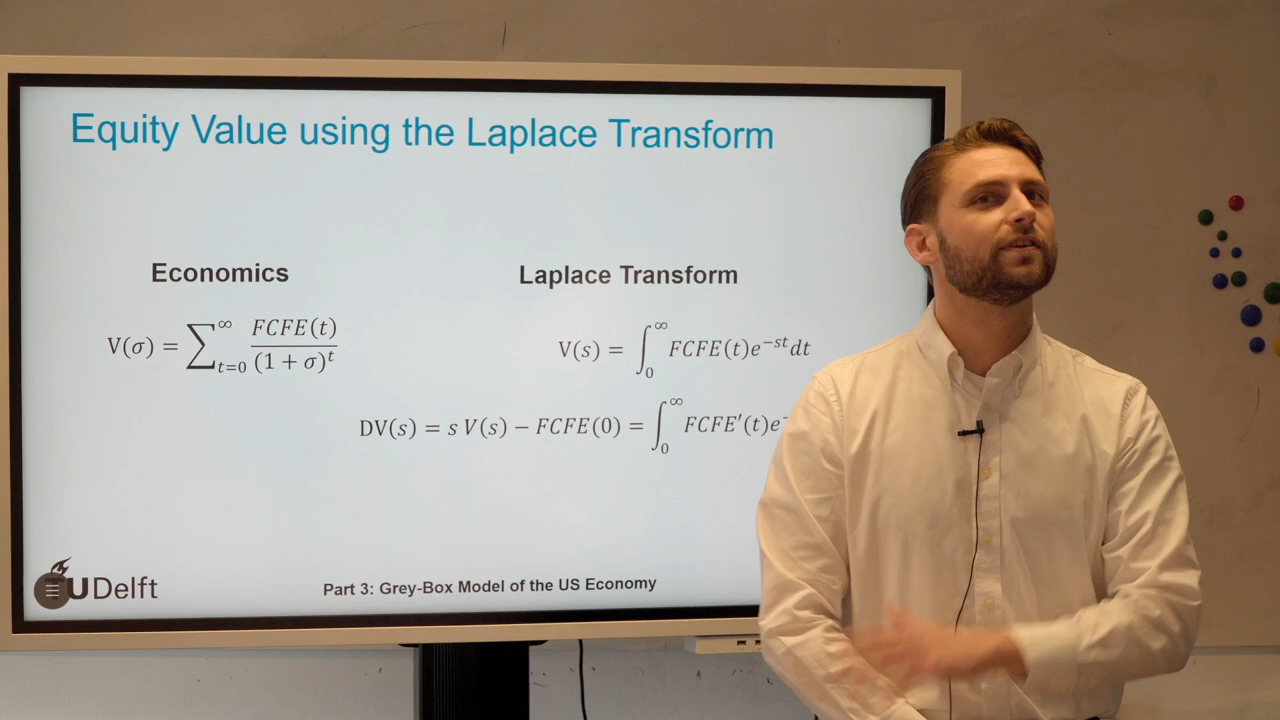 Equity Value using the Laplace Transform
Economics
V(σ) = ∑_{t=0}^{∞} FCFE(t) / (1 + σ)^t
Laplace Transform
V(s) = ∫_0^∞ FCFE(t)e^{−st}dt
DV(s) = s V(s) − FCFE(0) = ∫_0^∞ FCFE′(t)e
UDelft
Part 3: Grey-Box Model of the US Economy